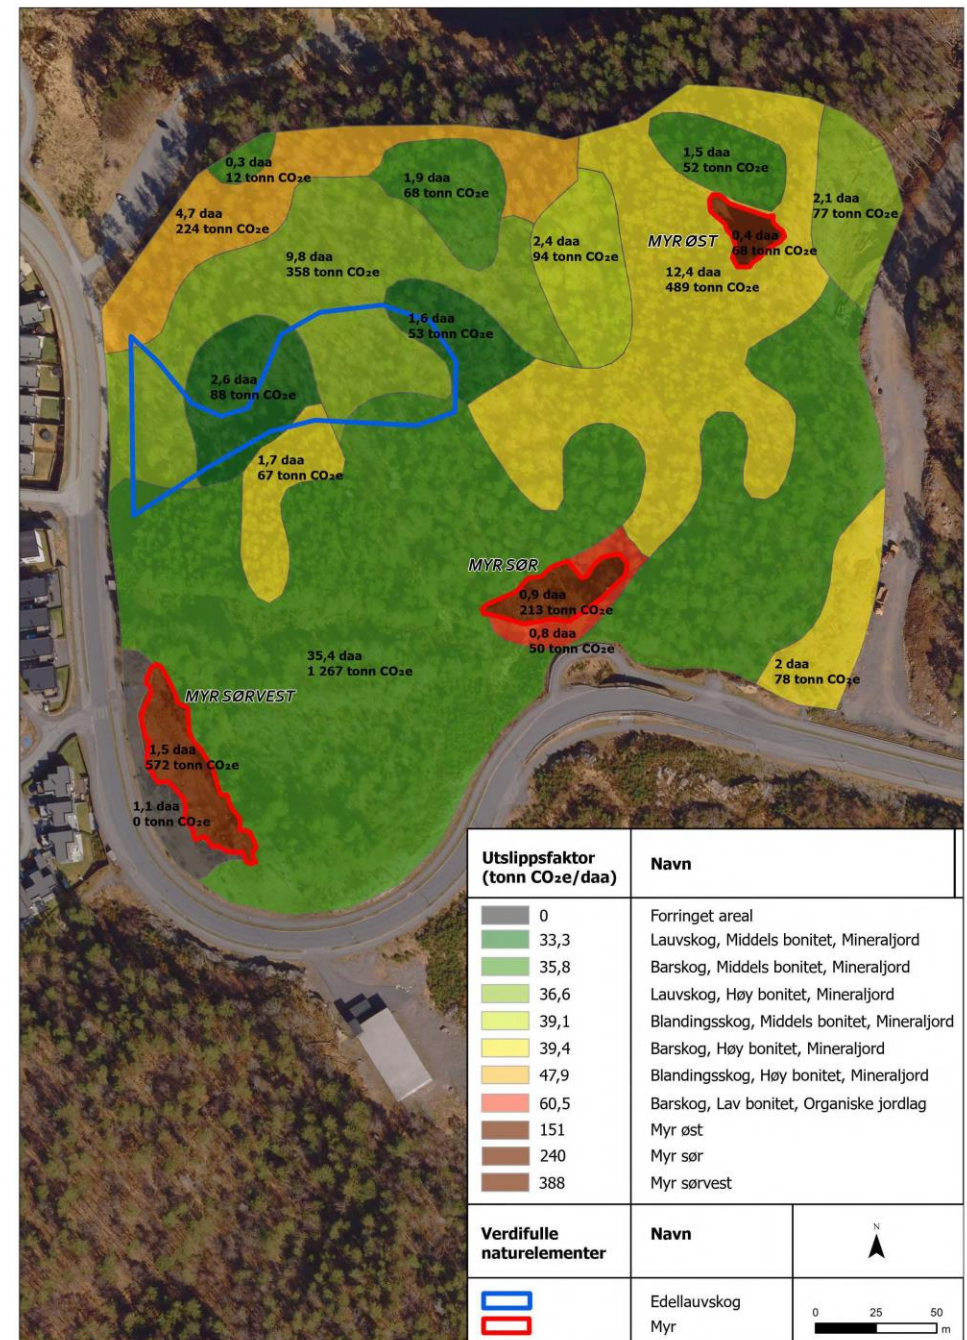 0,3 daa
12 tonn CO₂e
1,9 daa
68 tonn CO₂e
1,5 daa
52 tonn CO₂e
4,7 daa
224 tonn CO₂e
2,1 daa
77 tonn CO₂e
9,8 daa
358 tonn CO₂e
2,4 daa
94 tonn CO₂e
MYR ØST
0,4 daa
68 tonn CO₂e
12,4 daa
489 tonn CO₂e
1,6 daa
53 tonn CO₂e
2,6 daa
88 tonn CO₂e
1,7 daa
67 tonn CO₂e
MYR SØR
0,9 daa
213 tonn CO₂e
0,8 daa
50 tonn CO₂e
35,4 daa
1 267 tonn CO₂e
2 daa
78 tonn CO₂e
MYR SØRVEST
1,5 daa
572 tonn CO₂e
1,1 daa
0 tonn CO₂e
Utslippsfaktor
(tonn CO₂e/daa)
Navn
0 Forringet areal
33,3 Lauvskog, Middels bonitet, Mineraljord
35,8 Barskog, Middels bonitet, Mineraljord
36,6 Lauvskog, Høy bonitet, Mineraljord
39,1 Blandingsskog, Middels bonitet, Mineraljord
39,4 Barskog, Høy bonitet, Mineraljord
47,9 Blandingsskog, Høy bonitet, Mineraljord
60,5 Barskog, Lav bonitet, Organiske jordlag
151 Myr øst
240 Myr sør
388 Myr sørvest
Verdifulle
naturelementer
Navn
N
Edellauvskog
Myr
0 25 50
m